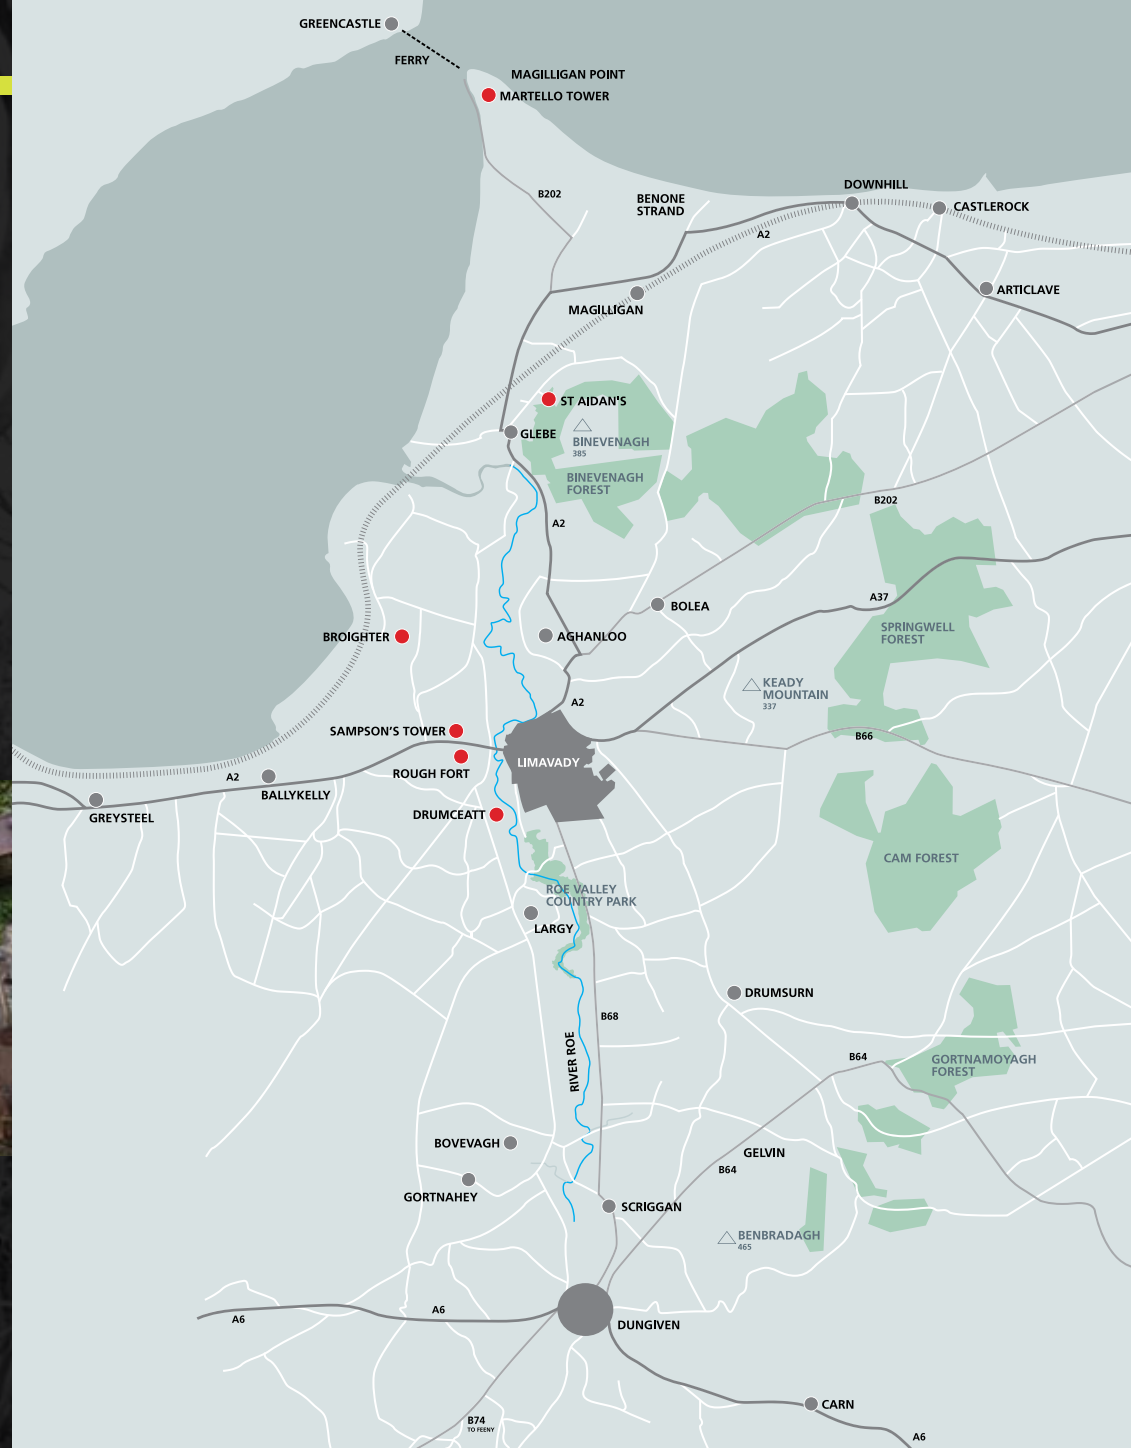 GREENCASTLE
FERRY
MAGILLIGAN POINT
MARTELLO TOWER
DOWNHILL
B202
BENONE
STRAND
CASTLEROCK
A2
ARTICLAVE
MAGILLIGAN
ST AIDAN'S
GLEBE
BINEVENAGH
385
BINEVENAGH
FOREST
B202
A2
A37
BOLEA
SPRINGWELL
FOREST
BROIGHTER
AGHANLOO
KEADY
MOUNTAIN
337
A2
SAMPSON'S TOWER
B66
LIMAVADY
ROUGH FORT
A2
BALLYKELLY
GREYSTEEL
DRUMCEATT
CAM FOREST
ROE VALLEY
COUNTRY PARK
LARGY
DRUMSURN
B68
RIVER ROE
B64
GORTNAMOYAGH
FOREST
BOVEVAGH
GELVIN
B64
GORTNAHEY
SCRIGGAN
BENBRADAGH
465
A6
A6
DUNGIVEN
CARN
B74
TO FEENY
A6